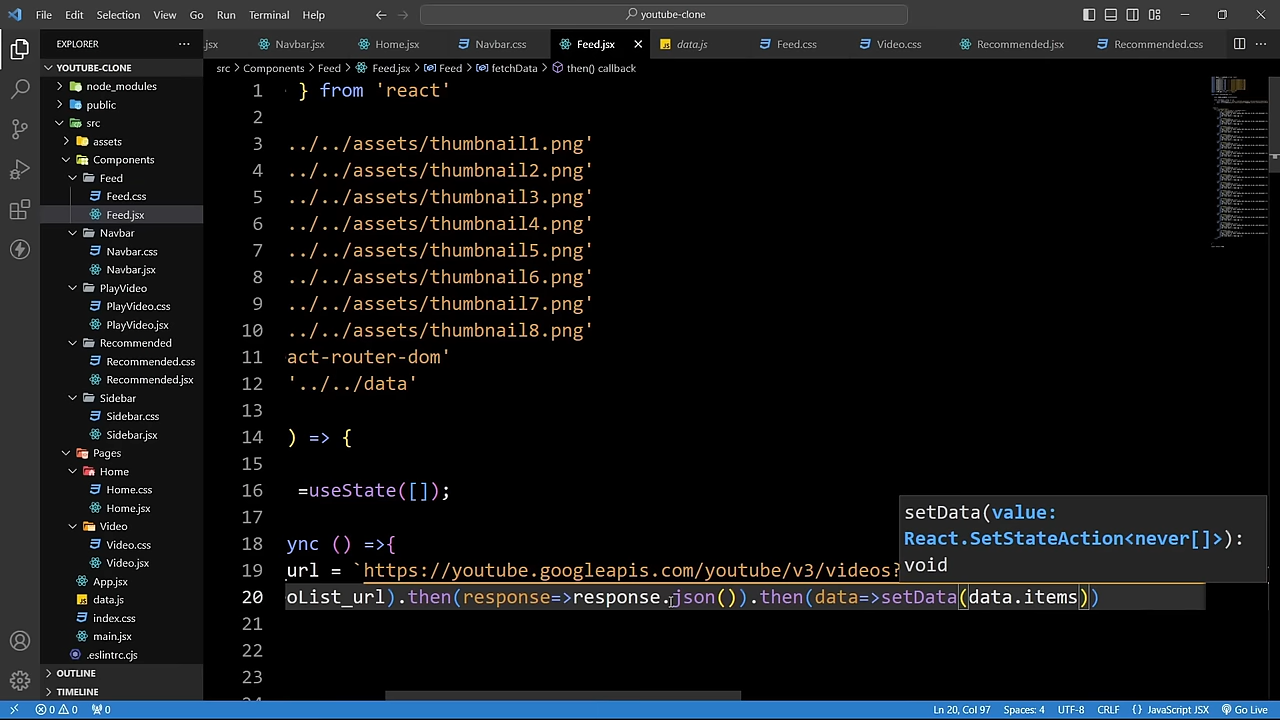 File Edit Selection View Go Run Terminal Help
youtube-clone
EXPLORER
.jsx Navbar.jsx Home.jsx Navbar.css Feed.jsx data.js Feed.css Video.css Recommended.jsx Recommended.css
src > Components > Feed > Feed.jsx > Feed > fetchData > then() callback
YOUTUBE-CLONE
node_modules
public
src
assets
Components
Feed
Feed.css
Feed.jsx
Navbar
Navbar.css
Navbar.jsx
PlayVideo
PlayVideo.css
PlayVideo.jsx
Recommended
Recommended.css
Recommended.jsx
Sidebar
Sidebar.css
Sidebar.jsx
Pages
Home
Home.css
Home.jsx
Video
Video.css
Video.jsx
App.jsx
data.js
index.css
main.jsx
.eslintrc.cjs
OUTLINE
TIMELINE
1 } from 'react'
2
3 ../../assets/thumbnail1.png'
4 ../../assets/thumbnail2.png'
5 ../../assets/thumbnail3.png'
6 ../../assets/thumbnail4.png'
7 ../../assets/thumbnail5.png'
8 ../../assets/thumbnail6.png'
9 ../../assets/thumbnail7.png'
10 ../../assets/thumbnail8.png'
11 act-router-dom'
12 '../../data'
13
14 ) => {
15
16 =useState([]);
17
18 ync () =>{
19 url = `https://youtube.googleapis.com/youtube/v3/videos?
20 oList_url).then(response=>response.json()).then(data=>setData(data.items))
21
22
23
24
setData(value:
React.SetStateAction<never[]>):
void
0 0 0 Ln 20, Col 97 Spaces: 4 UTF-8 CRLF {} JavaScript JSX Go Live